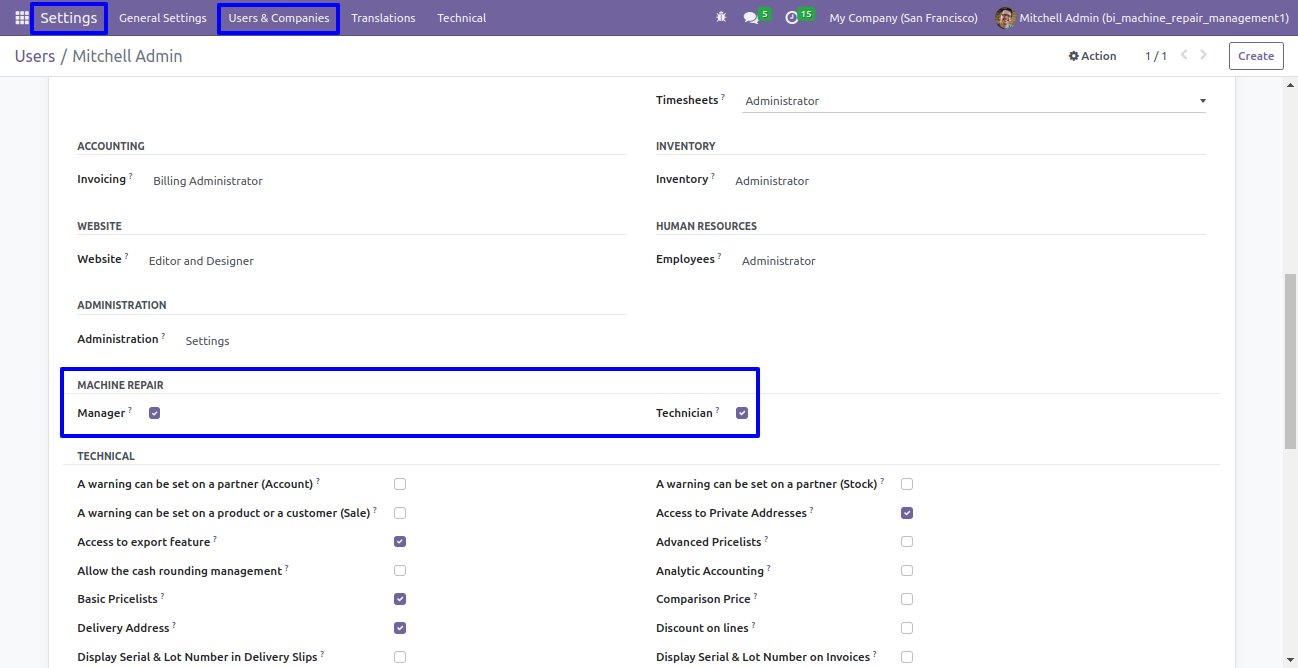 Settings General Settings Users & Companies Translations Technical 5 15 My Company (San Francisco) Mitchell Admin (bi_machine_repair_management1)
Users / Mitchell Admin Action 1 / 1 Create
Timesheets ? Administrator
ACCOUNTING INVENTORY
Invoicing ? Billing Administrator Inventory ? Administrator
WEBSITE HUMAN RESOURCES
Website ? Editor and Designer Employees ? Administrator
ADMINISTRATION
Administration ? Settings
MACHINE REPAIR
Manager ? Technician ?
TECHNICAL
A warning can be set on a partner (Account) ? A warning can be set on a partner (Stock) ?
A warning can be set on a product or a customer (Sale) ? Access to Private Addresses ?
Access to export feature ? Advanced Pricelists ?
Allow the cash rounding management ? Analytic Accounting ?
Basic Pricelists ? Comparison Price ?
Delivery Address ? Discount on lines ?
Display Serial & Lot Number in Delivery Slips ? Display Serial & Lot Number on Invoices ?